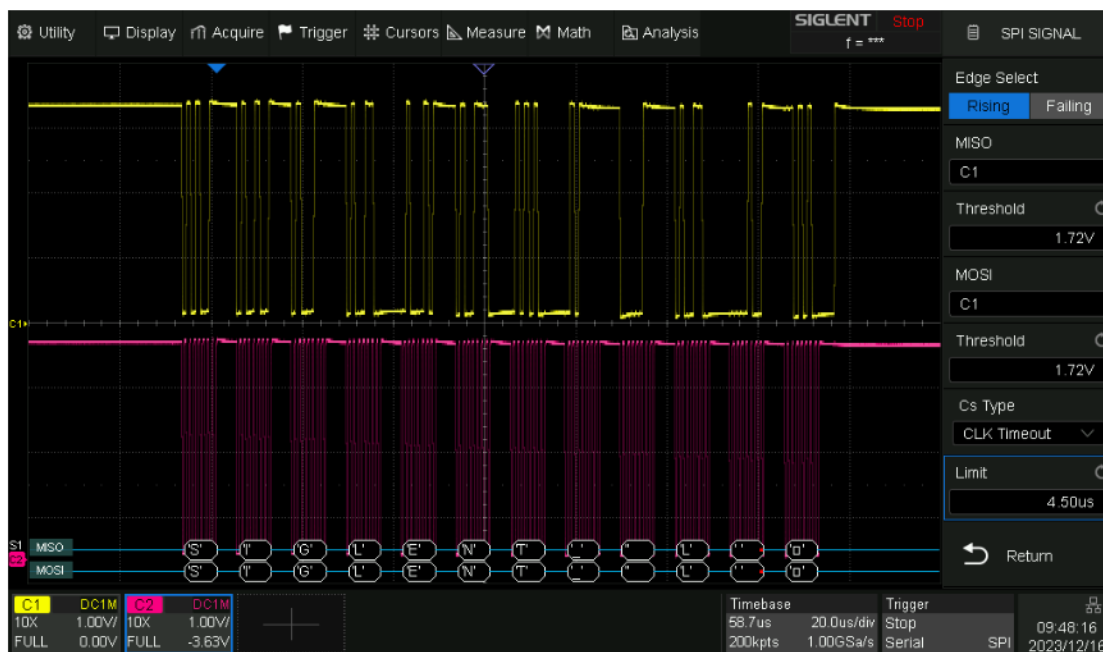 Utility Display Acquire Trigger Cursors Measure Math Analysis SIGLENT Stop SPI SIGNAL
f = ***
Edge Select
Rising Failing
MISO
C1
Threshold
1.72V
MOSI
C1
Threshold
1.72V
Cs Type
CLK Timeout
Limit
4.50us
Return
C1
S1 MISO 'S' 'I' 'G' 'L' 'E' 'N' 'T' '_' '' 'L' ' ' '¤'
C2 MOSI 'S' 'I' 'G' 'L' 'E' 'N' 'T' '_' '' 'L' ' ' '¤'
C1 DC1M C2 DC1M Timebase Trigger
10X 1.00V/ 10X 1.00V/ 58.7us 20.0us/div Stop 09:48:16
FULL 0.00V FULL -3.63V 200kpts 1.00GSa/s Serial SPI 2023/12/16